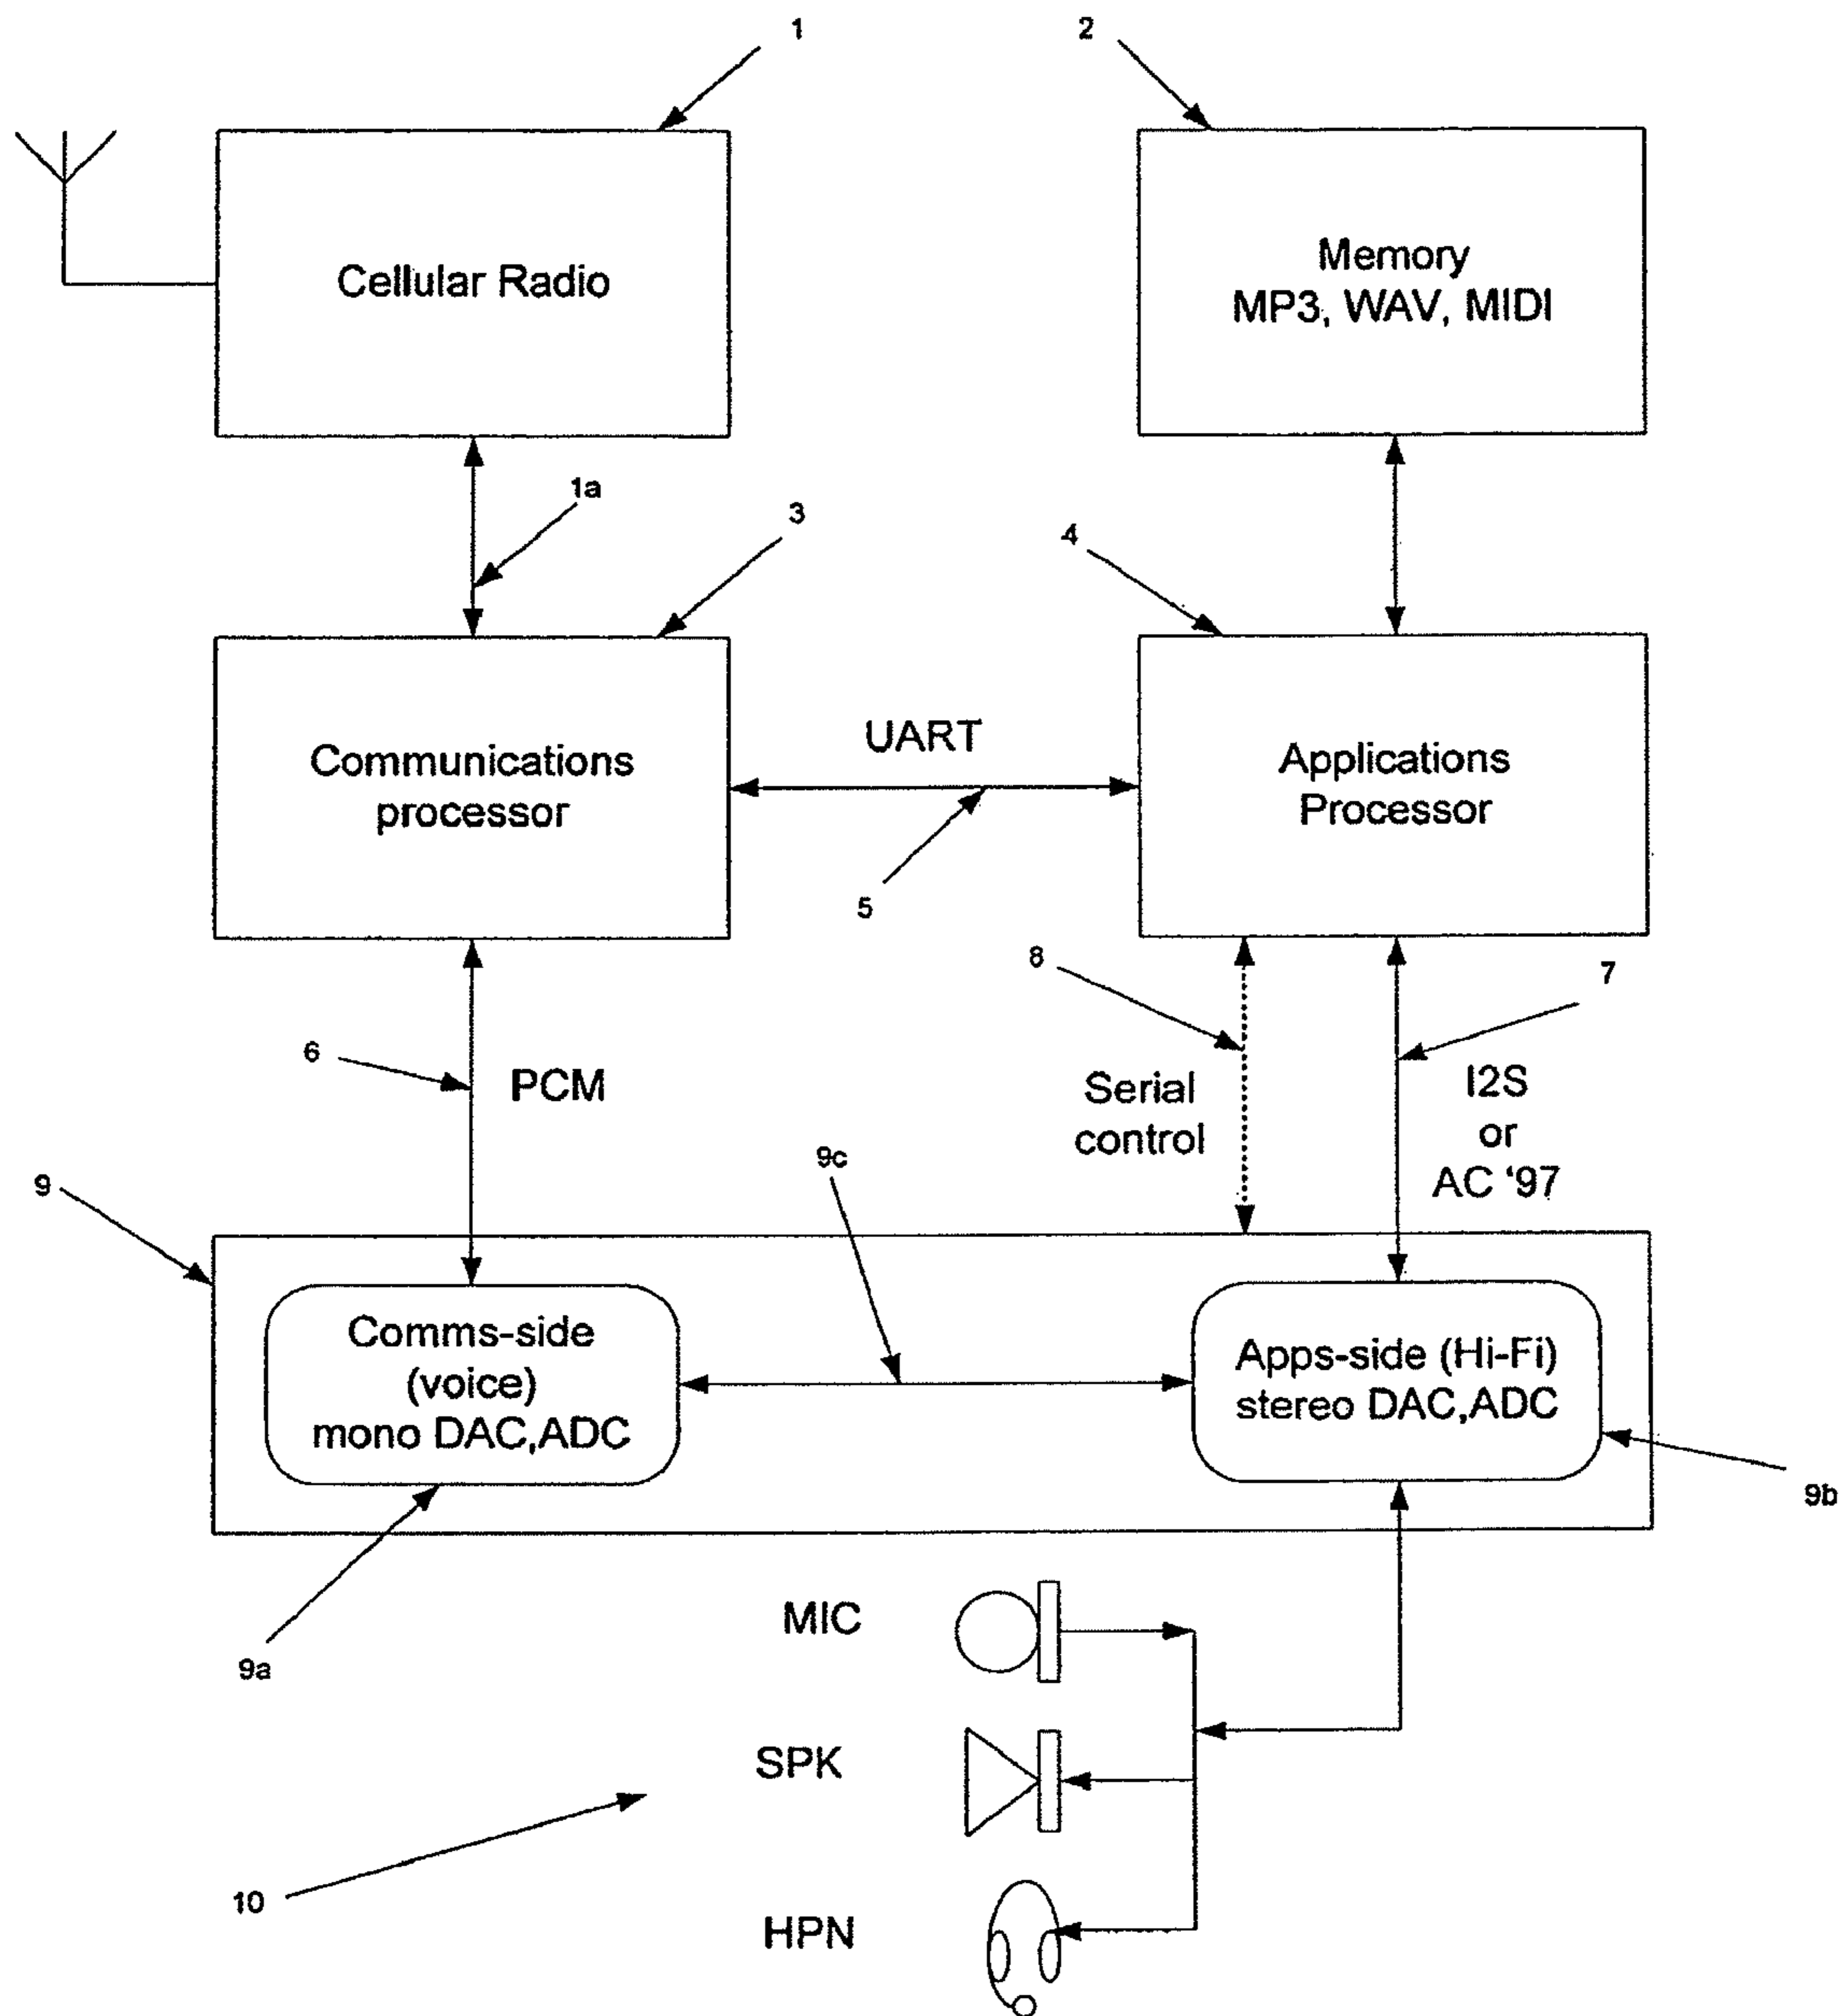 1
2
Cellular Radio
Memory
MP3, WAV, MIDI
1a
3
4
Communications
processor
UART
Applications
Processor
5
8
7
6
PCM
Serial
control
I2S
or
AC ‘97
9
9c
Comms-side
(voice)
mono DAC,ADC
Apps-side (Hi-Fi)
stereo DAC,ADC
9b
9a
MIC
SPK
10
HPN